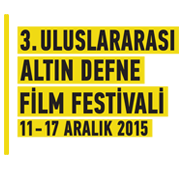 3. ULUSLARARASI
ALTIN DEFNE
FİLM FESTİVALİ
11-17 ARALIK 2015